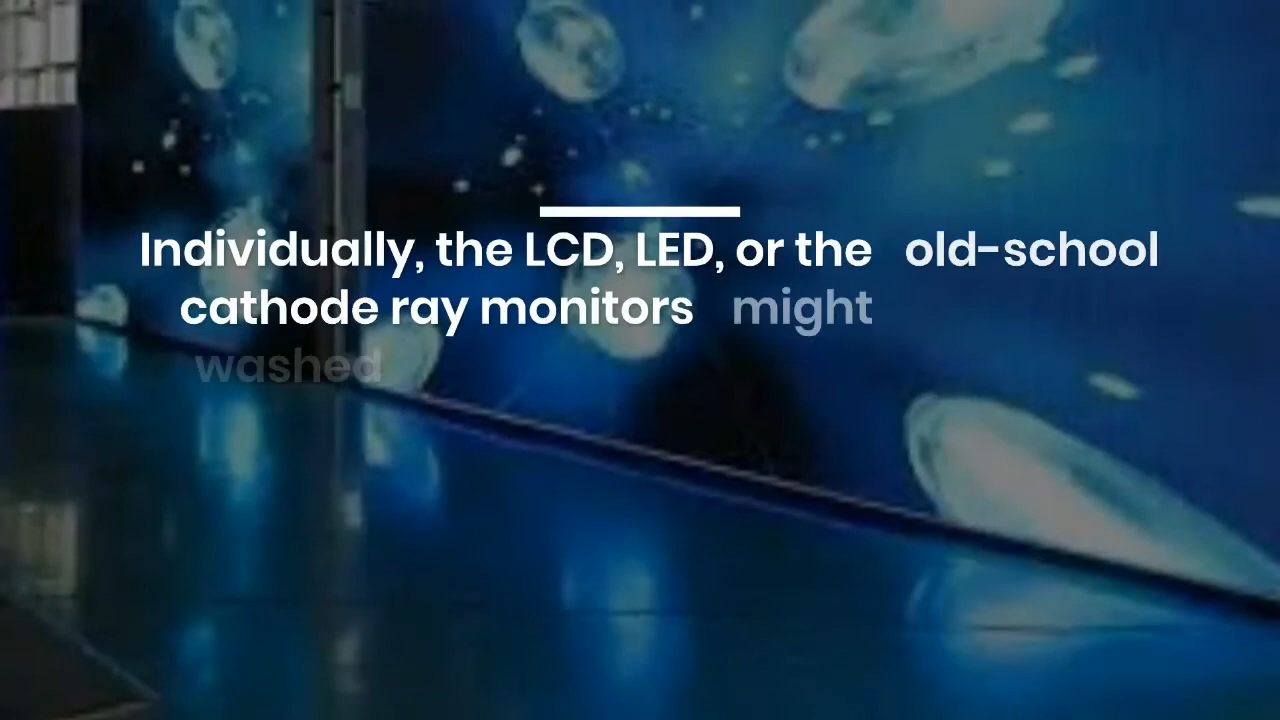 Individually, the LCD, LED, or the old-school
cathode ray monitors might
washed